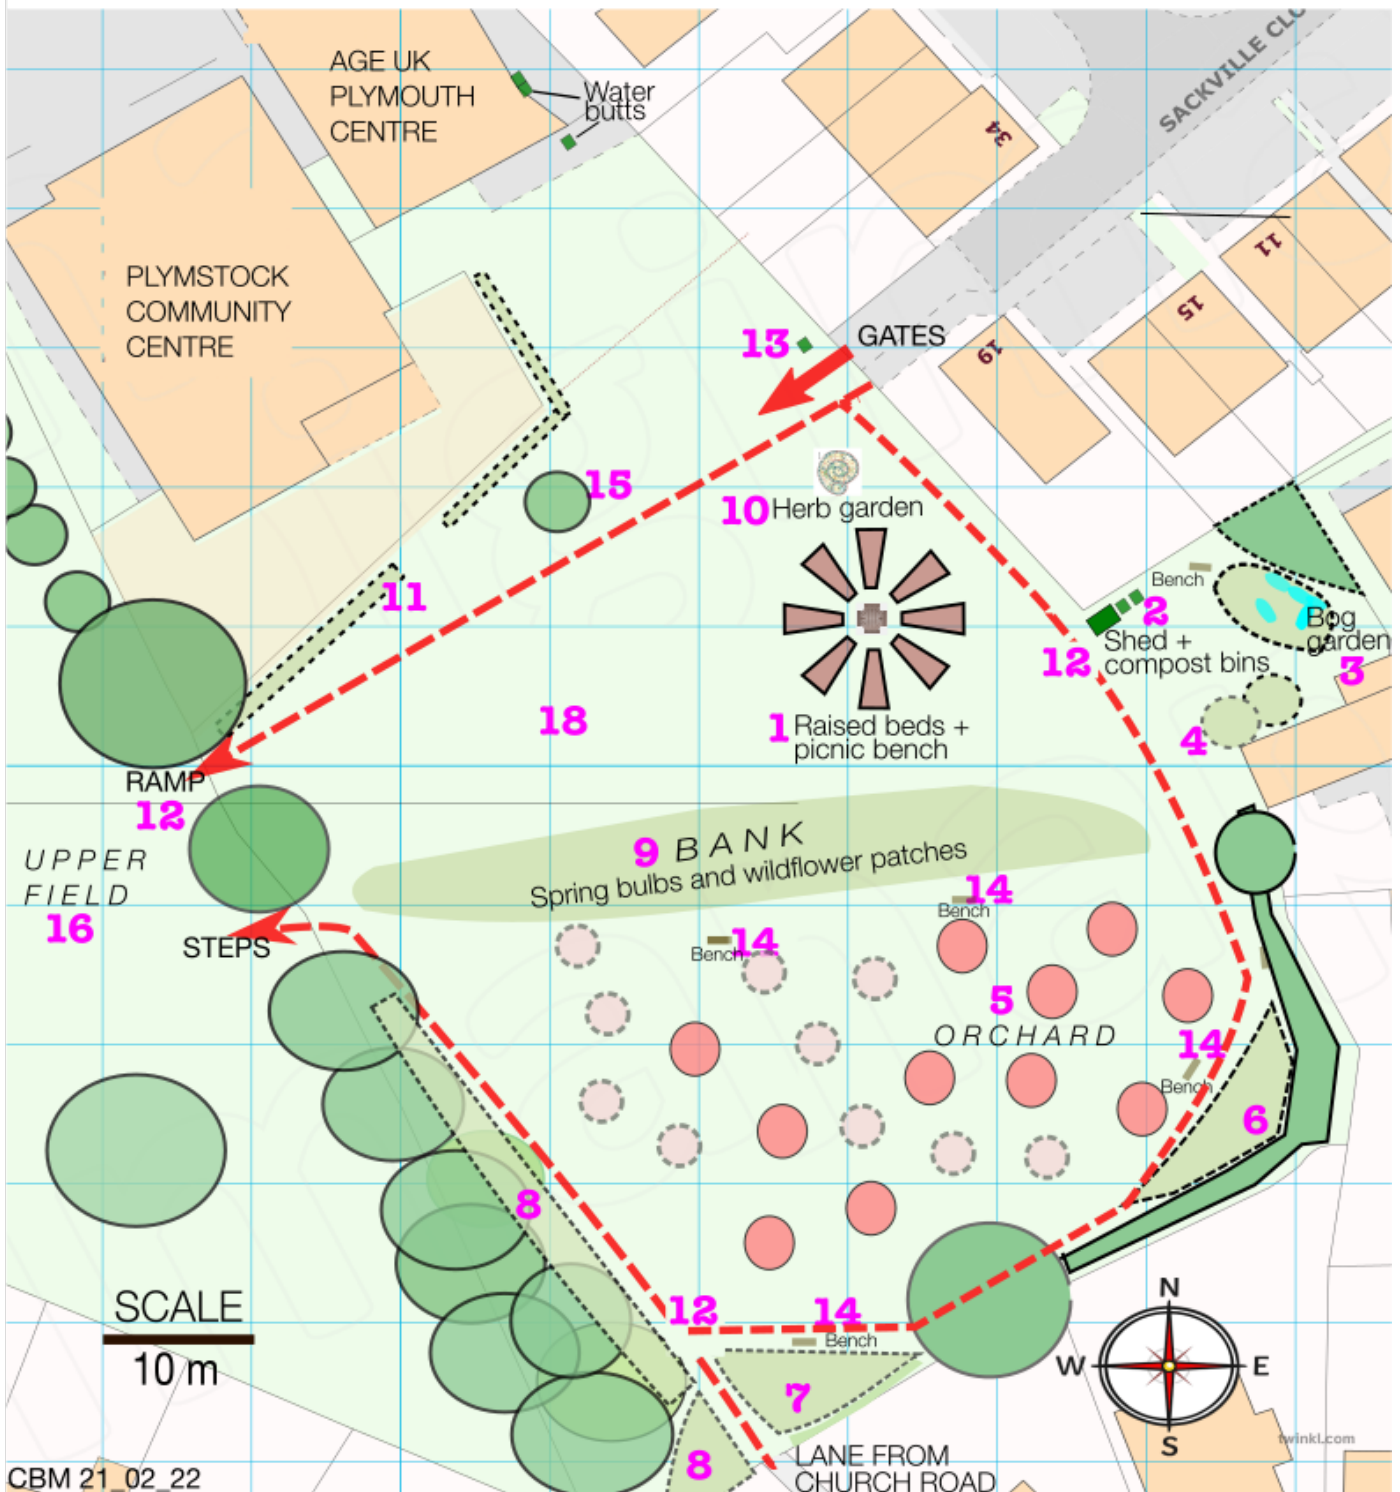 AGE UK
PLYMOUTH
CENTRE
Water
butts
SACKVILLE CLO
34
11
15
19
PLYMSTOCK
COMMUNITY
CENTRE
13
GATES
15
10 Herb garden
11
Bench
2
Shed +
compost bins
Bog
garden
3
12
4
18
1 Raised beds +
picnic bench
RAMP
12
UPPER
FIELD
16
9 BANK
Spring bulbs and wildflower patches
14
Bench
STEPS
14
Bench
5
ORCHARD
14
Bench
6
8
12
14
Bench
7
8
LANE FROM
CHURCH ROAD
SCALE
10 m
N
W E
S
twinkl.com
CBM 21_02_22